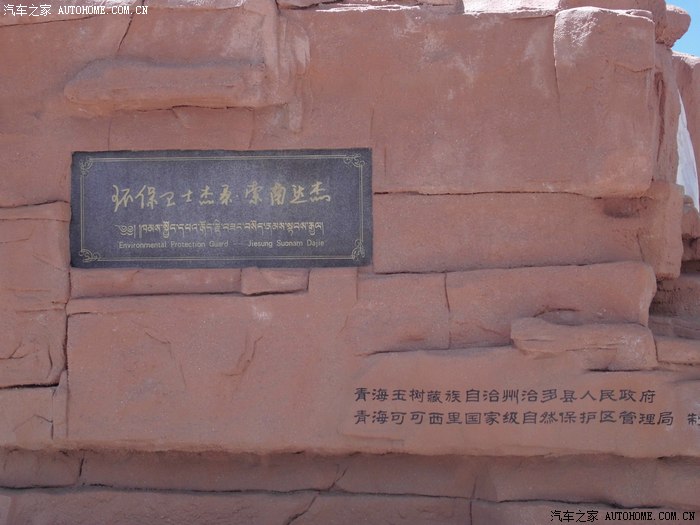 汽车之家 AUTOHOME.COM.CN
环保卫士杰桑·索南达杰
Environmental Protection Guard --- Jiesung Suonam Dajie
青海玉树藏族自治州治多县人民政府
青海可可西里国家级自然保护区管理局 制
汽车之家 AUTOHOME.COM.CN